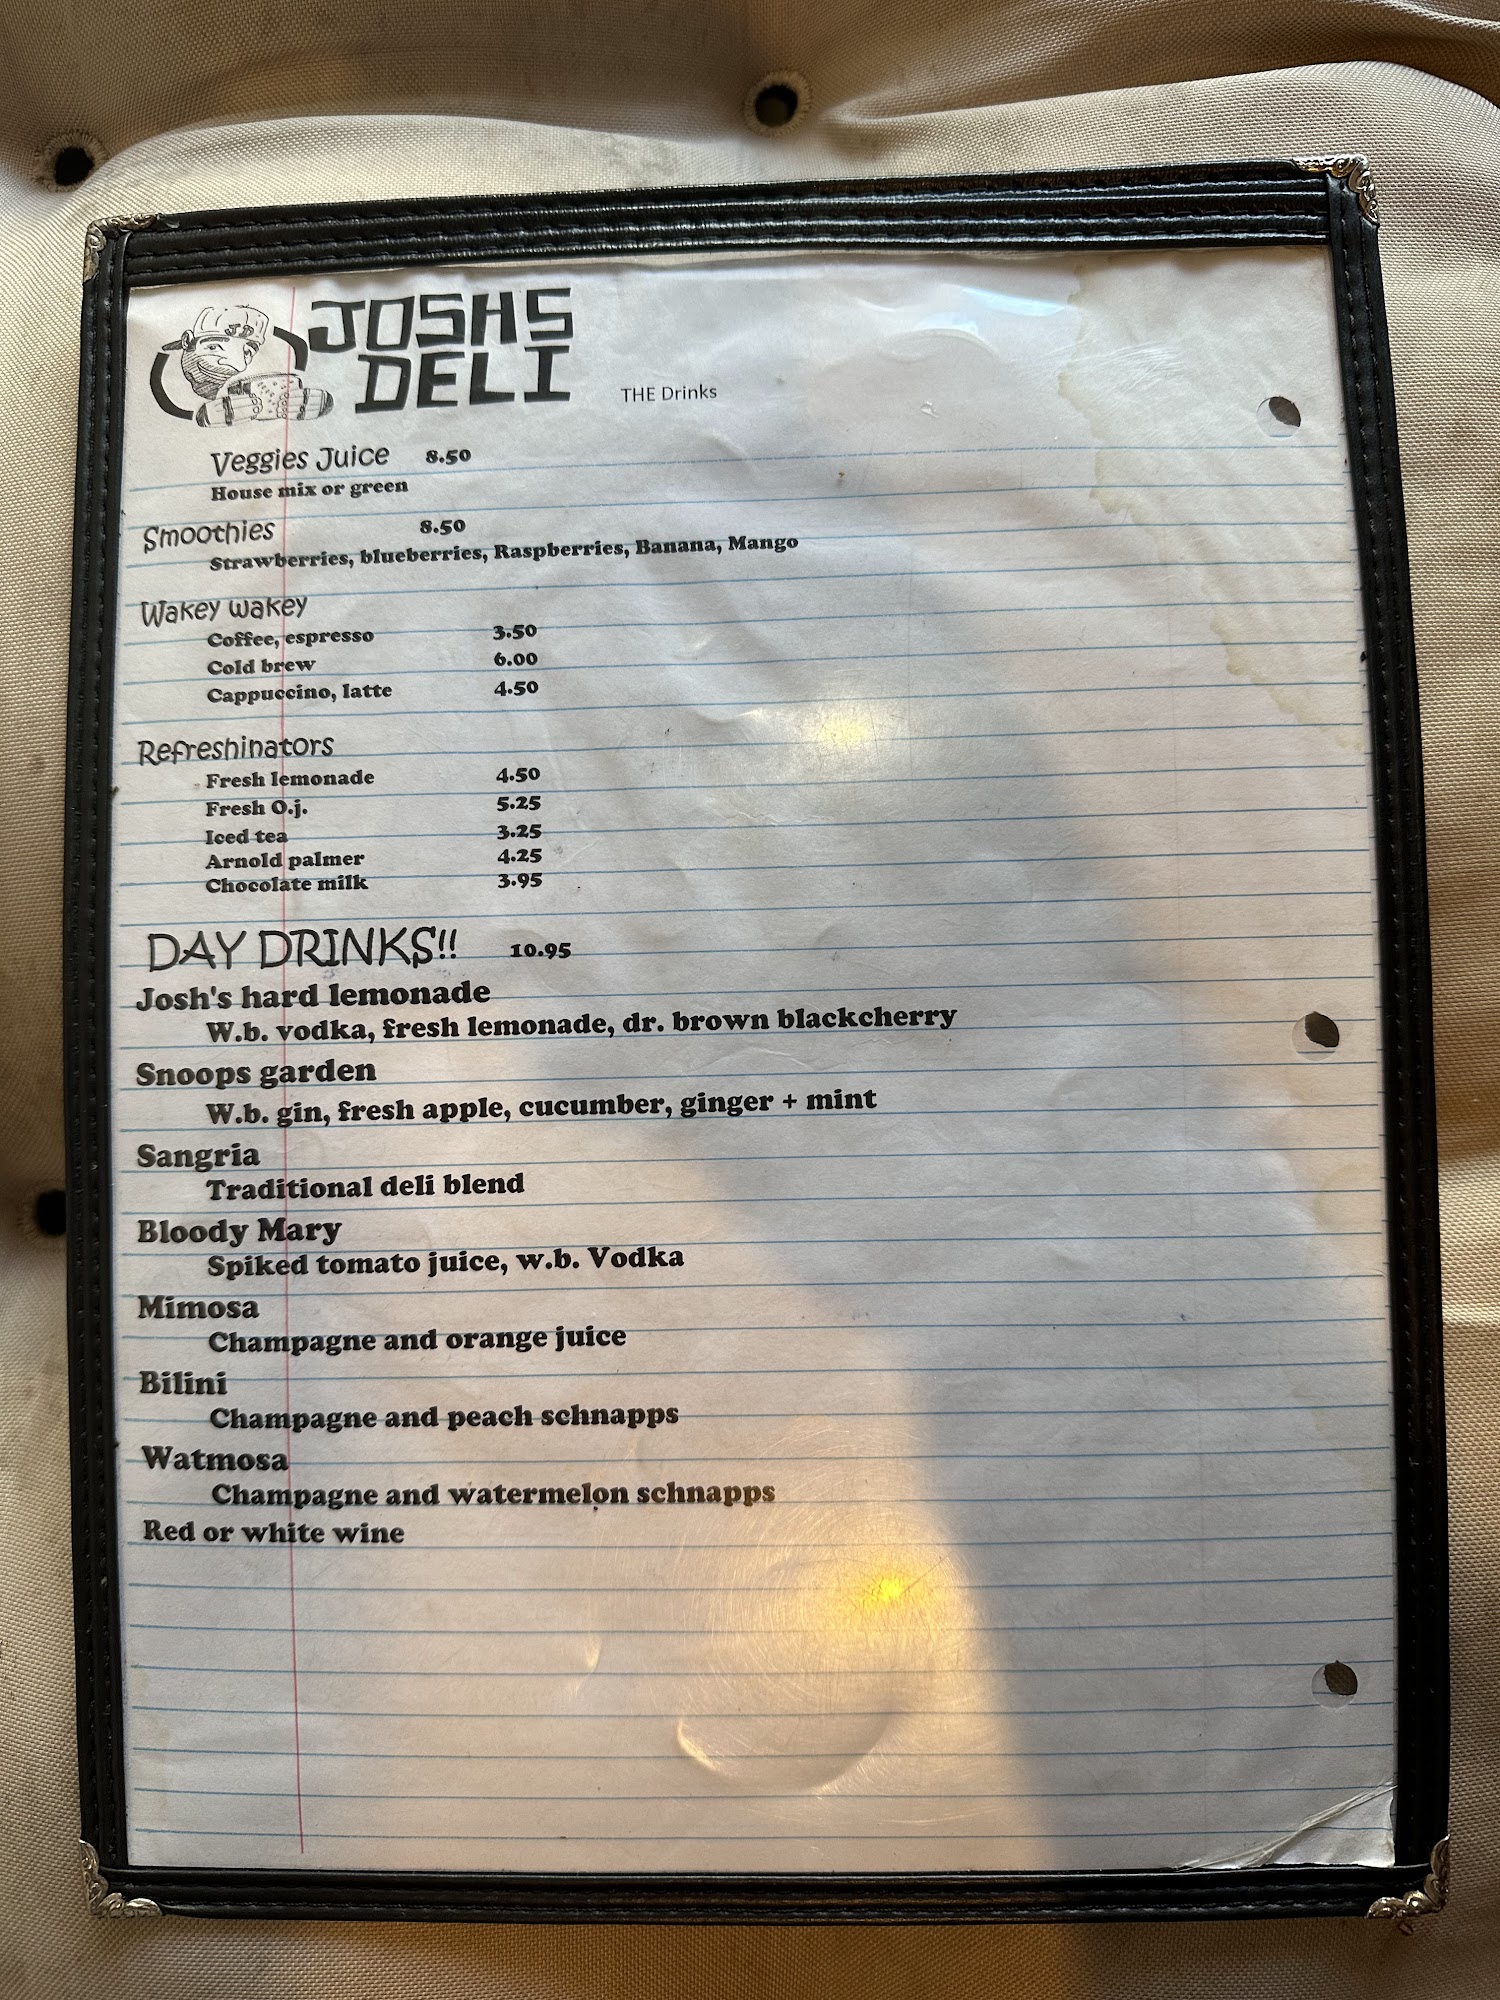 JOSHS
DELI
THE Drinks
Veggies Juice 8.50
House mix or green
Smoothies 8.50
Strawberries, blueberries, Raspberries, Banana, Mango
Wakey wakey
Coffee, espresso 3.50
Cold brew 6.00
Cappuccino, latte 4.50
Refreshinators
Fresh lemonade 4.50
Fresh O.j. 5.25
Iced tea 3.25
Arnold palmer 4.25
Chocolate milk 3.95
DAY DRINKS!! 10.95
Josh's hard lemonade
W.b. vodka, fresh lemonade, dr. brown blackcherry
Snoops garden
W.b. gin, fresh apple, cucumber, ginger + mint
Sangria
Traditional deli blend
Bloody Mary
Spiked tomato juice, w.b. Vodka
Mimosa
Champagne and orange juice
Bilini
Champagne and peach schnapps
Watmosa
Champagne and watermelon schnapps
Red or white wine